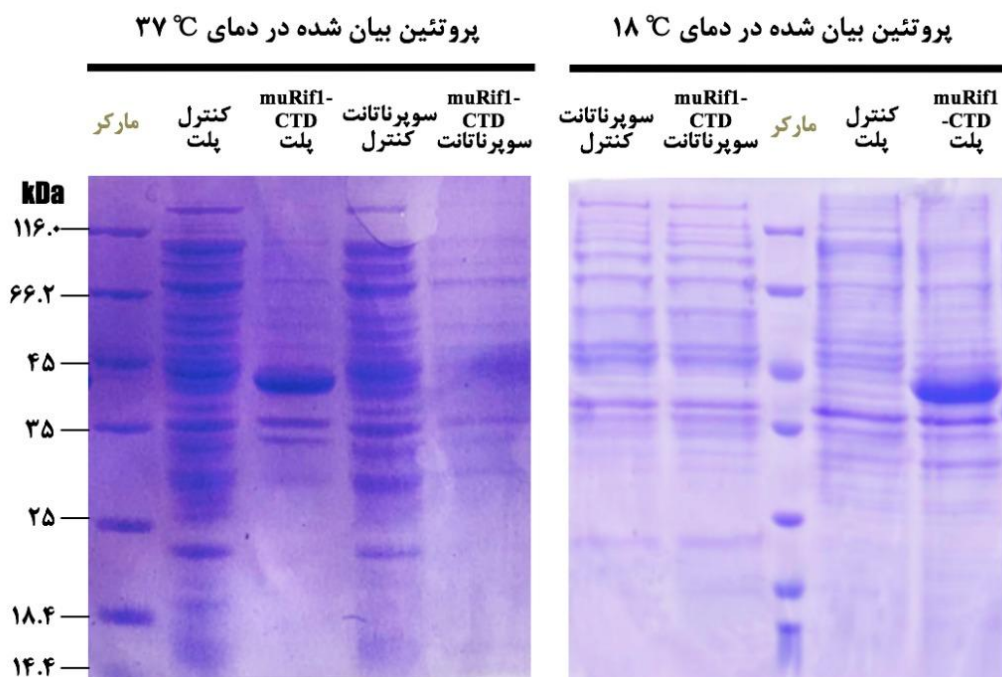 پروتئین بیان شده در دمای ۳۷ ℃
پروتئین بیان شده در دمای ۱۸ ℃
مارکر
کنترل
پلت
muRif1-
CTD
پلت
سوپرناتانت
کنترل
muRif1-
CTD
سوپرناتانت
سوپرناتانت
کنترل
muRif1-
CTD
سوپرناتانت
مارکر
کنترل
پلت
muRif1
-CTD
پلت
kDa
۱۱۶.۰
۶۶.۲
۴۵
۳۵
۲۵
۱۸.۴
۱۴.۴